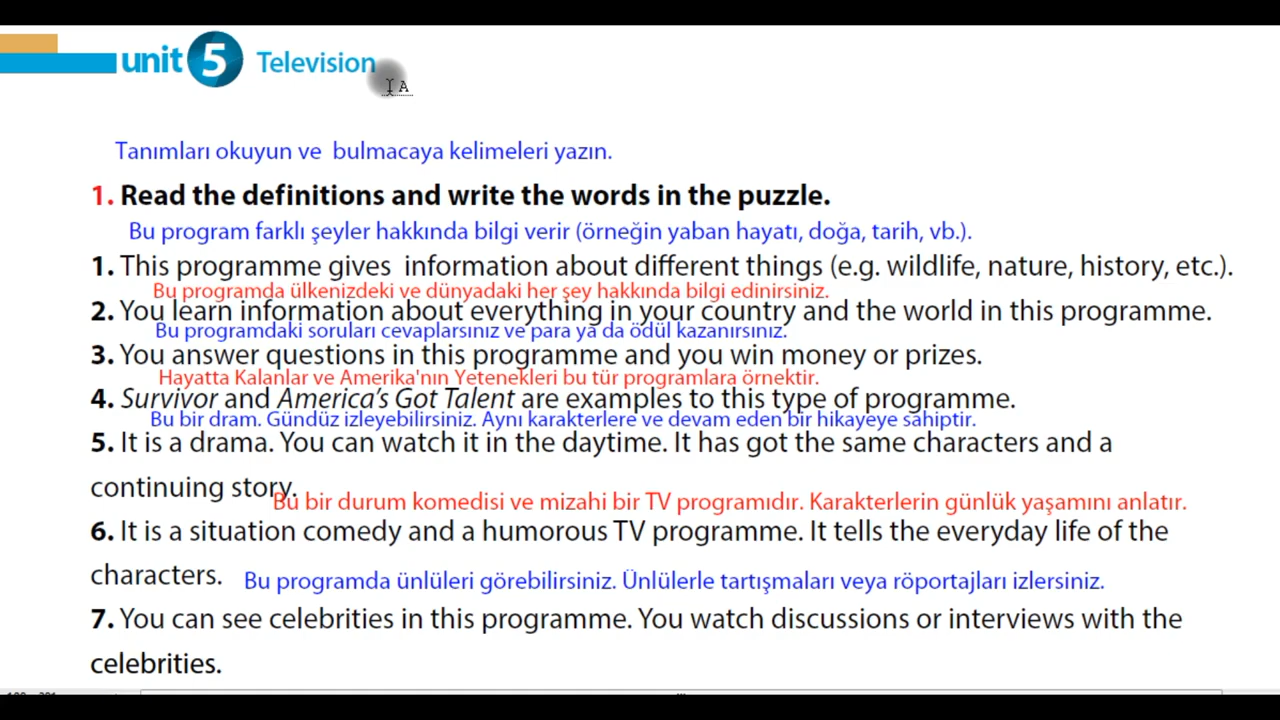 unit 5 Television
A
Tanımları okuyun ve bulmacaya kelimeleri yazın.
1. Read the definitions and write the words in the puzzle.
Bu program farklı şeyler hakkında bilgi verir (örneğin yaban hayatı, doğa, tarih, vb.).
1. This programme gives information about different things (e.g. wildlife, nature, history, etc.).
Bu programda ülkenizdeki ve dünyadaki her şey hakkında bilgi edinirsiniz.
2. You learn information about everything in your country and the world in this programme.
Bu programdaki soruları cevaplarsınız ve para ya da ödül kazanırsınız.
3. You answer questions in this programme and you win money or prizes.
Hayatta Kalanlar ve Amerika'nın Yetenekleri bu tür programlara örnektir.
4. Survivor and America's Got Talent are examples to this type of programme.
Bu bir dram. Gündüz izleyebilirsiniz. Aynı karakterlere ve devam eden bir hikayeye sahiptir.
5. It is a drama. You can watch it in the daytime. It has got the same characters and a
continuing story.
Bu bir durum komedisi ve mizahi bir TV programıdır. Karakterlerin günlük yaşamını anlatır.
6. It is a situation comedy and a humorous TV programme. It tells the everyday life of the
characters.
Bu programda ünlüleri görebilirsiniz. Ünlülerle tartışmaları veya röportajları izlersiniz.
7. You can see celebrities in this programme. You watch discussions or interviews with the
celebrities.